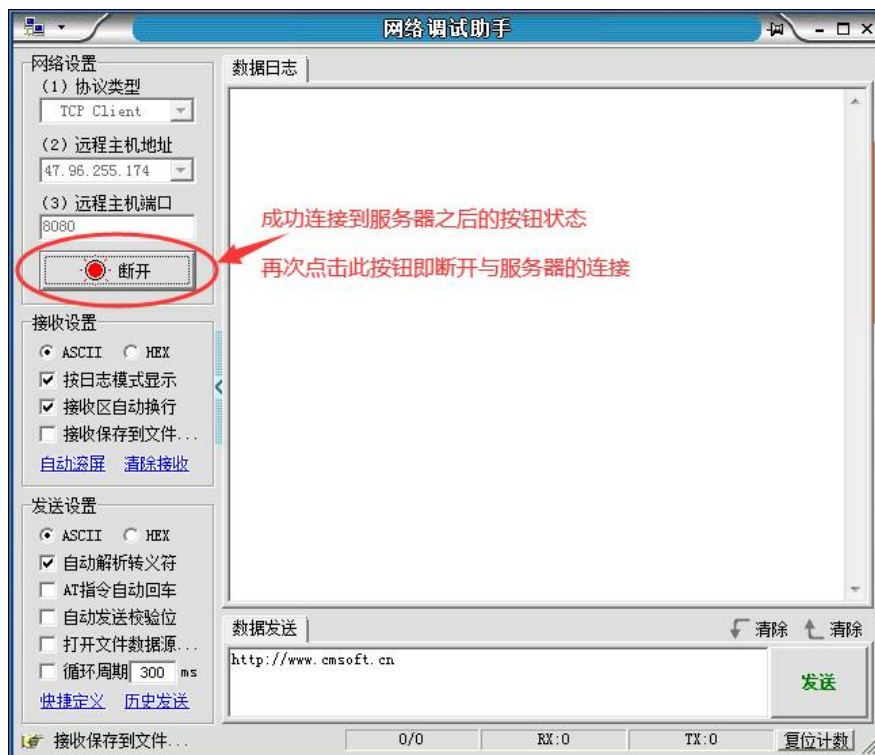 网络调试助手
网络设置
(1) 协议类型
TCP Client
(2) 远程主机地址
47.96.255.174
(3) 远程主机端口
8080
断开
接收设置
ASCII HEX
按日志模式显示
接收区自动换行
接收保存到文件...
自动滚屏 清除接收
发送设置
ASCII HEX
自动解析转义符
AT指令自动回车
自动发送校验位
打开文件数据源...
循环周期 300 ms
快捷定义 历史发送
数据日志
成功连接到服务器之后的按钮状态
再次点击此按钮即断开与服务器的连接
数据发送
清除 清除
http://www.cmsoft.cn
发送
接收保存到文件...
0/0 RX:0 TX:0 复位计数